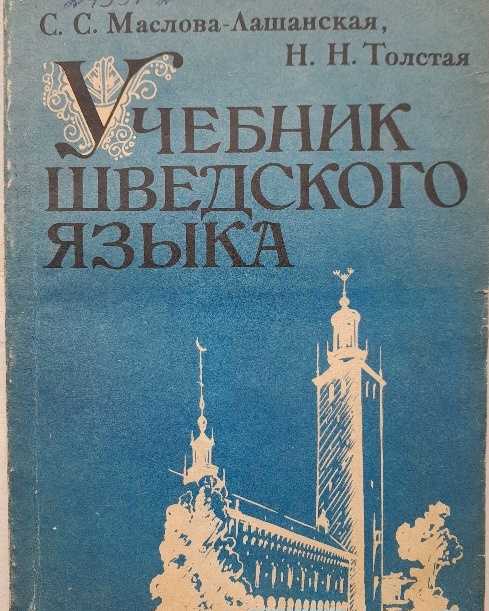 С. С. Маслова-Лашанская,
Н. Н. Толстая
УЧЕБНИК
ШВЕДСКОГО
ЯЗЫКА